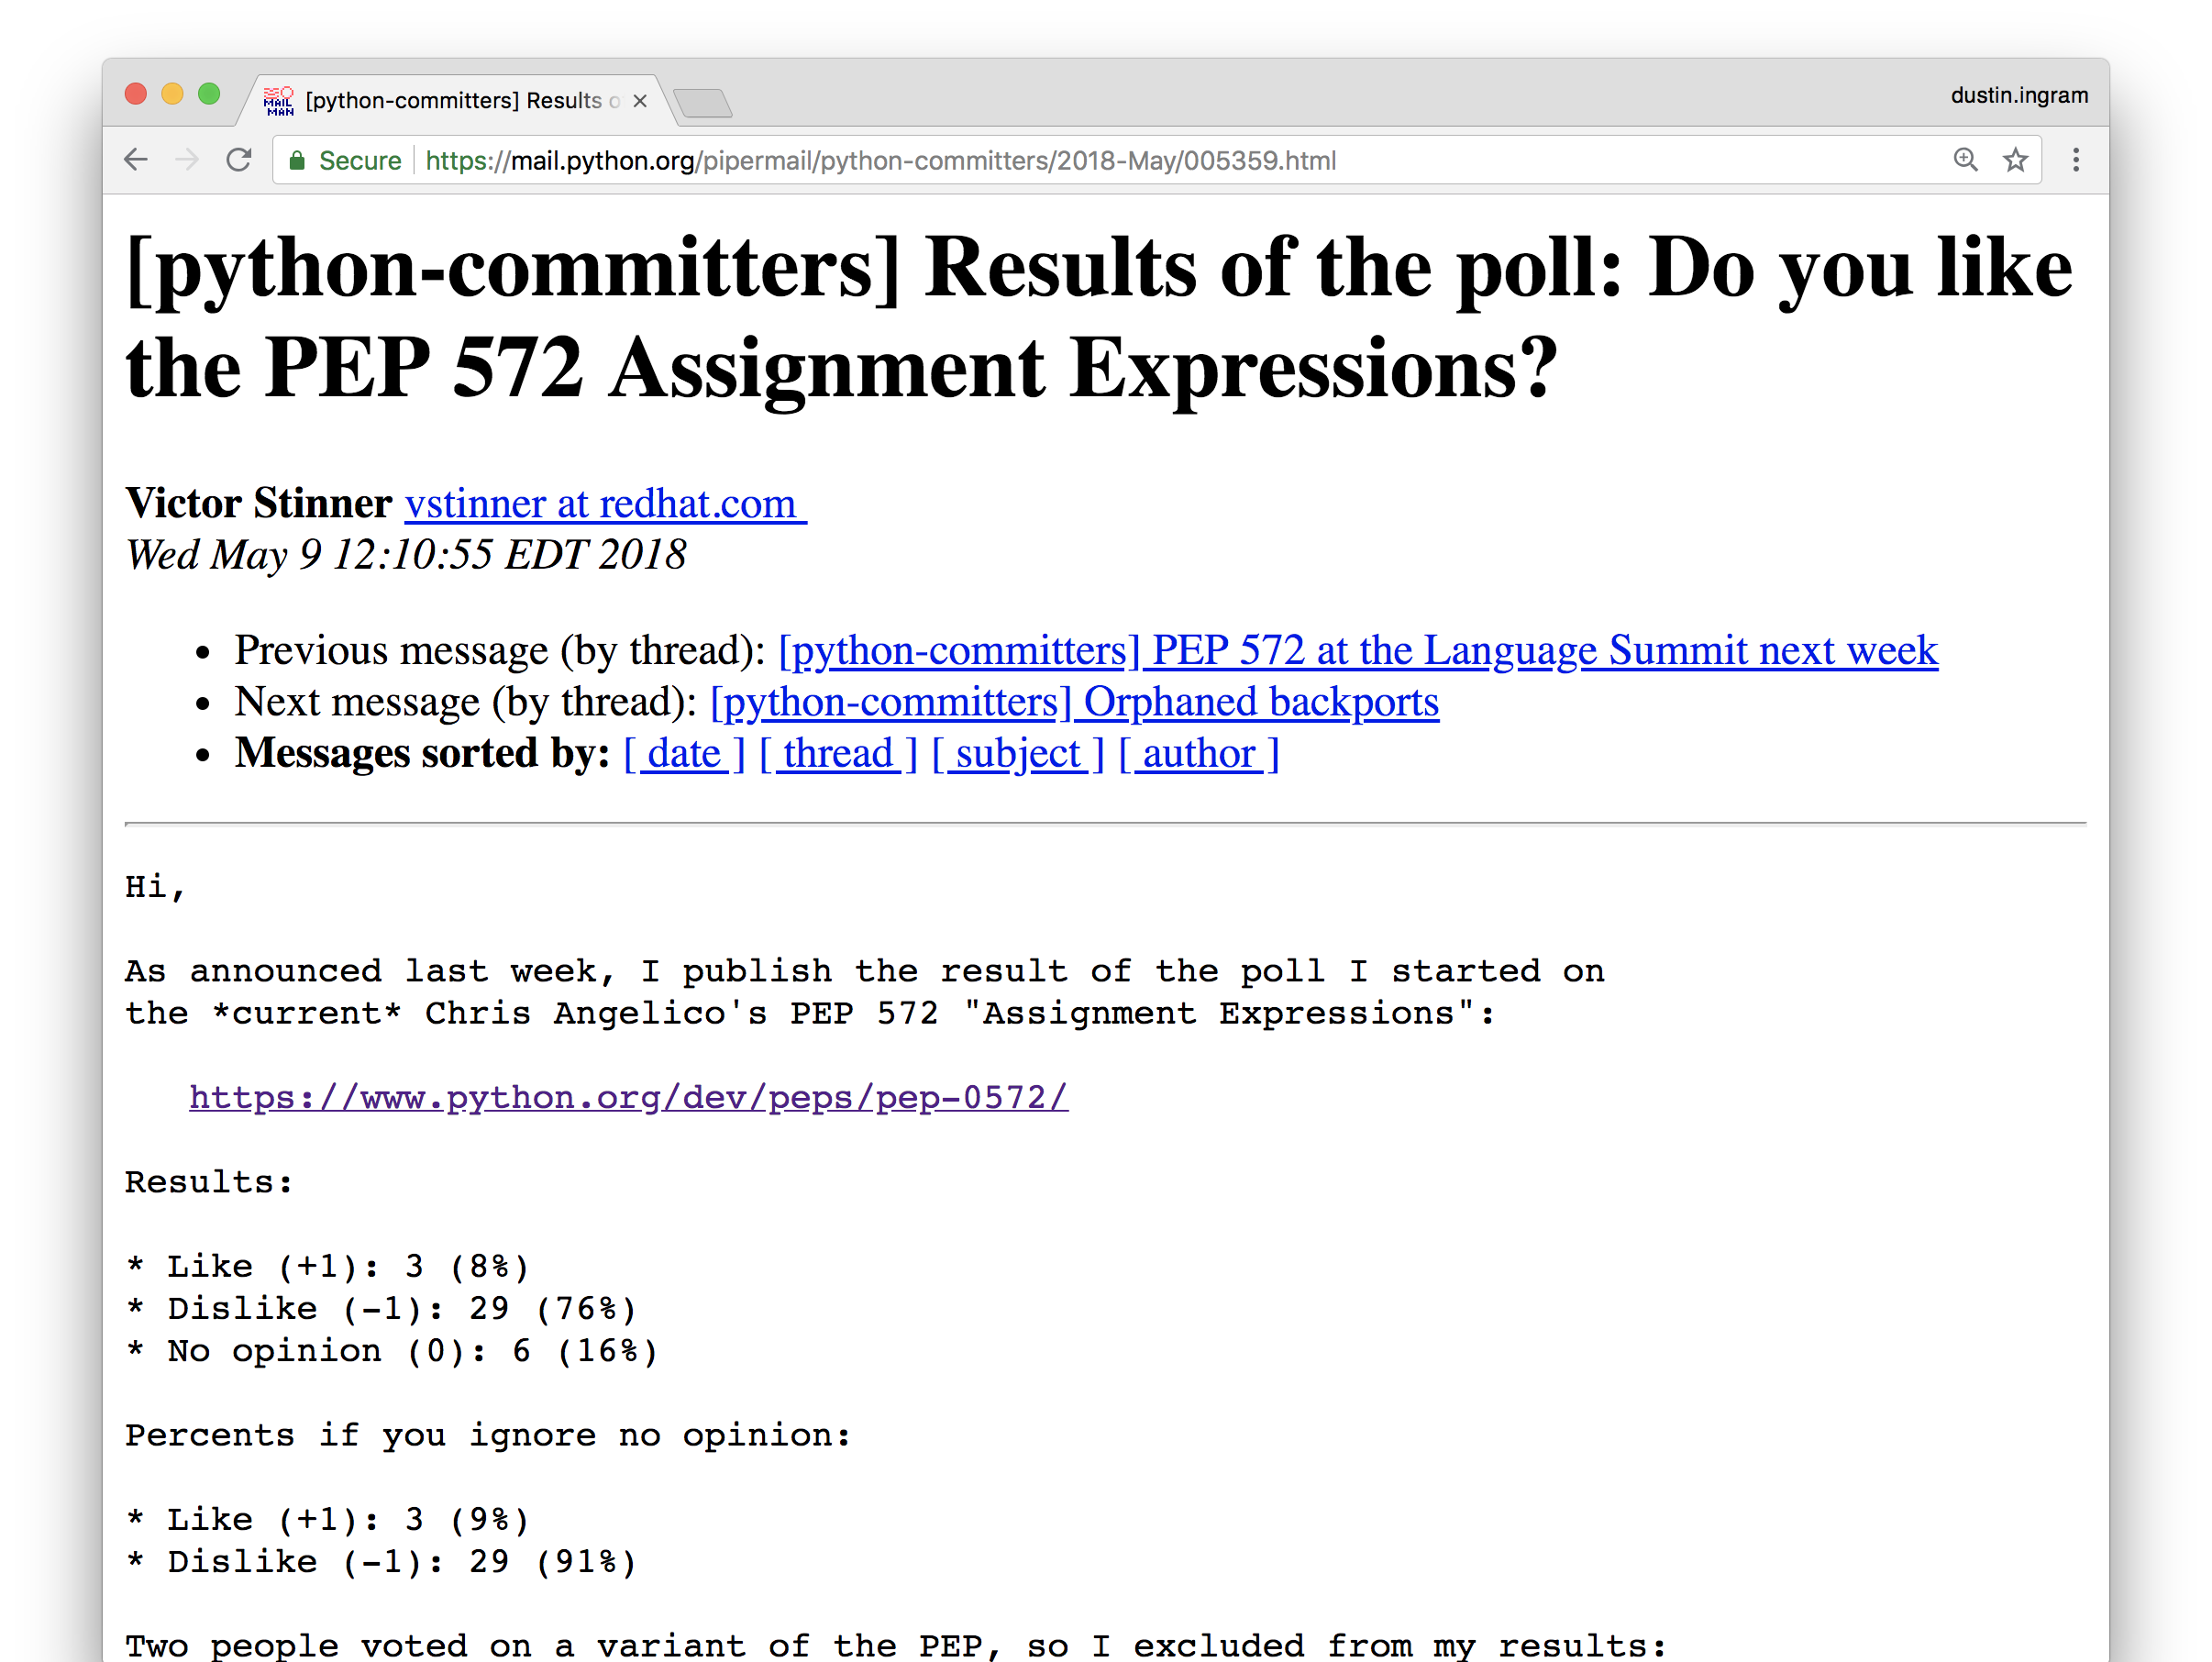 MAIL
MAN
[python-committers] Results o
dustin.ingram
Secure
https://mail.python.org/pipermail/python-committers/2018-May/005359.html
[python-committers] Results of the poll: Do you like
the PEP 572 Assignment Expressions?
Victor Stinner vstinner at redhat.com
Wed May 9 12:10:55 EDT 2018
• Previous message (by thread): [python-committers] PEP 572 at the Language Summit next week
• Next message (by thread): [python-committers] Orphaned backports
• Messages sorted by: [ date ] [ thread ] [ subject ] [ author ]
Hi,
As announced last week, I publish the result of the poll I started on
the *current* Chris Angelico's PEP 572 "Assignment Expressions":
https://www.python.org/dev/peps/pep-0572/
Results:
* Like (+1): 3 (8%)
* Dislike (-1): 29 (76%)
* No opinion (0): 6 (16%)
Percents if you ignore no opinion:
* Like (+1): 3 (9%)
* Dislike (-1): 29 (91%)
Two people voted on a variant of the PEP, so I excluded from my results: